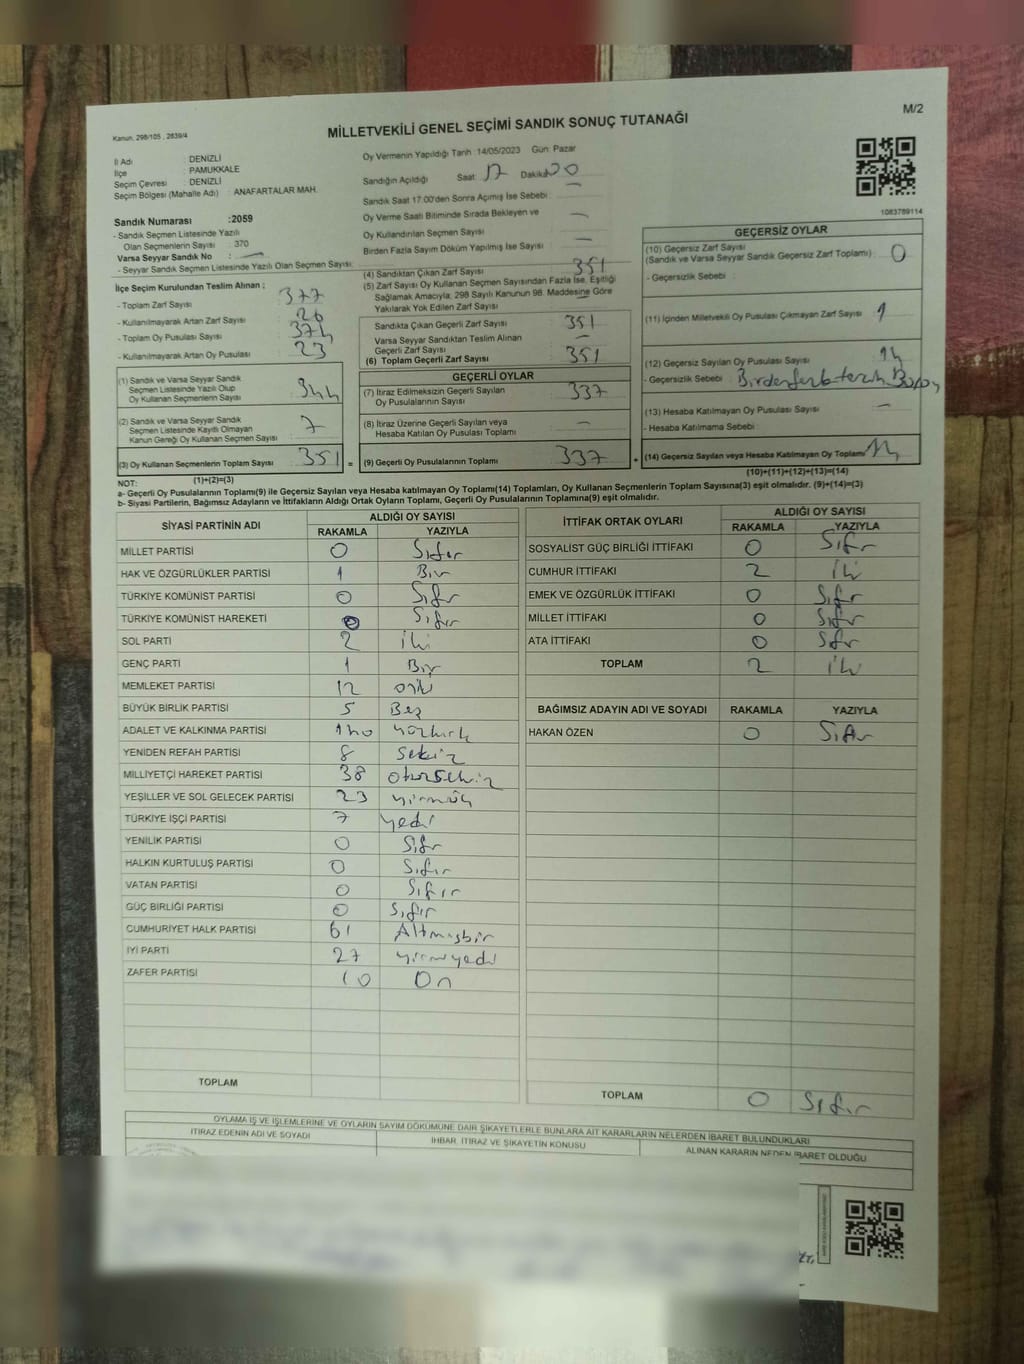 M/2
Kanun, 298/105 , 2839/4
MİLLETVEKİLİ GENEL SEÇİMİ SANDIK SONUÇ TUTANAĞI
İl Adı : DENİZLİ
İlçe : PAMUKKALE
Seçim Çevresi : DENİZLİ
Seçim Bölgesi (Mahalle Adı) : ANAFARTALAR MAH.
Sandık Numarası :2059
- Sandık Seçmen Listesinde Yazılı
Olan Seçmenlerin Sayısı : 370
Varsa Seyyar Sandık No : —
- Seyyar Sandık Seçmen Listesinde Yazılı Olan Seçmen Sayısı:
Oy Vermenin Yapıldığı Tarih :14/05/2023 Gün: Pazar
Sandığın Açıldığı Saat: 17 Dakika: 00
Sandık Saat 17:00'den Sonra Açımış İse Sebebi : —
Oy Verme Saati Bitiminde Sırada Bekleyen ve
Oy Kullandırılan Seçmen Sayısı —
Birden Fazla Sayım Döküm Yapılmış İse Sayısı —
1083789114
İlçe Seçim Kurulundan Teslim Alınan ;
- Toplam Zarf Sayısı 377
- Kullanılmayarak Artan Zarf Sayısı 26
- Toplam Oy Pusulası Sayısı 374
- Kullanılmayarak Artan Oy Pusulası 23
(1) Sandık ve Varsa Seyyar Sandık
Seçmen Listesinde Yazılı Olup
Oy Kullanan Seçmenlerin Sayısı 344
(2) Sandık ve Varsa Seyyar Sandık
Seçmen Listesinde Kayıtlı Olmayan
Kanun Gereği Oy Kullanan Seçmen Sayısı 7
(3) Oy Kullanan Seçmenlerin Toplam Sayısı 351 =
(1)+(2)=(3)
(4) Sandıktan Çıkan Zarf Sayısı 351
(5) Zarf Sayısı Oy Kullanan Seçmen Sayısından Fazla İse, Eşitliği
Sağlamak Amacıyla, 298 Sayılı Kanunun 98. Maddesine Göre
Yakılarak Yok Edilen Zarf Sayısı —
Sandıkta Çıkan Geçerli Zarf Sayısı 351
Varsa Seyyar Sandıktan Teslim Alınan
Geçerli Zarf Sayısı —
(6) Toplam Geçerli Zarf Sayısı 351
GEÇERLİ OYLAR
(7) İtiraz Edilmeksizin Geçerli Sayılan
Oy Pusulalarının Sayısı 337
(8) İtiraz Üzerine Geçerli Sayılan veya
Hesaba Katılan Oy Pusulası Toplamı —
(9) Geçerli Oy Pusulalarının Toplamı 337 +
GEÇERSİZ OYLAR
(10) Geçersiz Zarf Sayısı
(Sandık ve Varsa Seyyar Sandık Geçersiz Zarf Toplamı) : 0
- Geçersizlik Sebebi :
(11) İçinden Milletvekili Oy Pusulası Çıkmayan Zarf Sayısı 1
(12) Geçersiz Sayılan Oy Pusulası Sayısı
- Geçersizlik Sebebi :
(13) Hesaba Katılmayan Oy Pusulası Sayısı —
- Hesaba Katılmama Sebebi :
(14) Geçersiz Sayılan veya Hesaba Katılmayan Oy Toplamı
(10)+(11)+(12)+(13)=(14)
NOT:
a- Geçerli Oy Pusulalarının Toplamı(9) ile Geçersiz Sayılan veya Hesaba katılmayan Oy Toplamı(14) Toplamları, Oy Kullanan Seçmenlerin Toplam Sayısına(3) eşit olmalıdır. (9)+(14)=(3)
b- Siyasi Partilerin, Bağımsız Adayların ve İttifakların Aldığı Ortak Oyların Toplamı, Geçerli Oy Pusulalarının Toplamına(9) eşit olmalıdır.
SİYASİ PARTİNİN ADI ALDIĞI OY SAYISI
RAKAMLA YAZIYLA
MİLLET PARTİSİ 0 Sıfır
HAK VE ÖZGÜRLÜKLER PARTİSİ 1 Bir
TÜRKİYE KOMÜNİST PARTİSİ 0 Sıfır
TÜRKİYE KOMÜNİST HAREKETİ 0 Sıfır
SOL PARTİ 2 iki
GENÇ PARTİ 1 Bir
MEMLEKET PARTİSİ 12 oniki
BÜYÜK BİRLİK PARTİSİ 5 Beş
ADALET VE KALKINMA PARTİSİ 140 Yüzkırk
YENİDEN REFAH PARTİSİ 8 sekiz
MİLLİYETÇİ HAREKET PARTİSİ 38 otuzsekiz
YEŞİLLER VE SOL GELECEK PARTİSİ 23 yirmiüç
TÜRKİYE İŞÇİ PARTİSİ 7 yedi
YENİLİK PARTİSİ 0 Sıfır
HALKIN KURTULUŞ PARTİSİ 0 Sıfır
VATAN PARTİSİ 0 Sıfır
GÜÇ BİRLİĞİ PARTİSİ 0 Sıfır
CUMHURİYET HALK PARTİSİ 61 Altmışbir
İYİ PARTİ 27 yirmiyedi
ZAFER PARTİSİ 10 On
TOPLAM
İTTİFAK ORTAK OYLARI ALDIĞI OY SAYISI
RAKAMLA YAZIYLA
SOSYALİST GÜÇ BİRLİĞİ İTTİFAKI 0 Sıfır
CUMHUR İTTİFAKI 2 iki
EMEK VE ÖZGÜRLÜK İTTİFAKI 0 Sıfır
MİLLET İTTİFAKI 0 Sıfır
ATA İTTİFAKI 0 Sıfır
TOPLAM 2 iki
BAĞIMSIZ ADAYIN ADI VE SOYADI RAKAMLA YAZIYLA
HAKAN ÖZEN 0 Sıfır
TOPLAM 0 Sıfır
OYLAMA İŞ VE İŞLEMLERİNE VE OYLARIN SAYIM DÖKÜMÜNE DAİR ŞİKAYETLERLE BUNLARA AİT KARARLARIN NELERDEN İBARET BULUNDUKLARI
İTİRAZ EDENİN ADI VE SOYADI İHBAR, İTİRAZ VE ŞİKAYETİN KONUSU ALINAN KARARIN NEDEN İBARET OLDUĞU